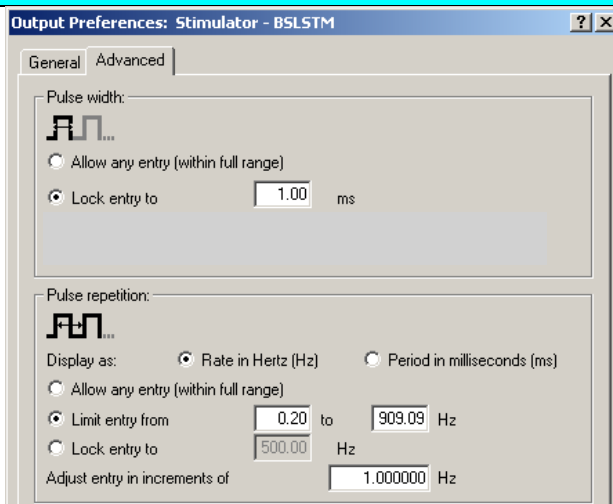 Output Preferences: Stimulator - BSLSTM
General Advanced
Pulse width:
...
Allow any entry (within full range)
Lock entry to 1.00 ms
Pulse repetition:
...
Display as: Rate in Hertz (Hz) Period in milliseconds (ms)
Allow any entry (within full range)
Limit entry from 0.20 to 909.09 Hz
Lock entry to 500.00 Hz
Adjust entry in increments of 1.000000 Hz